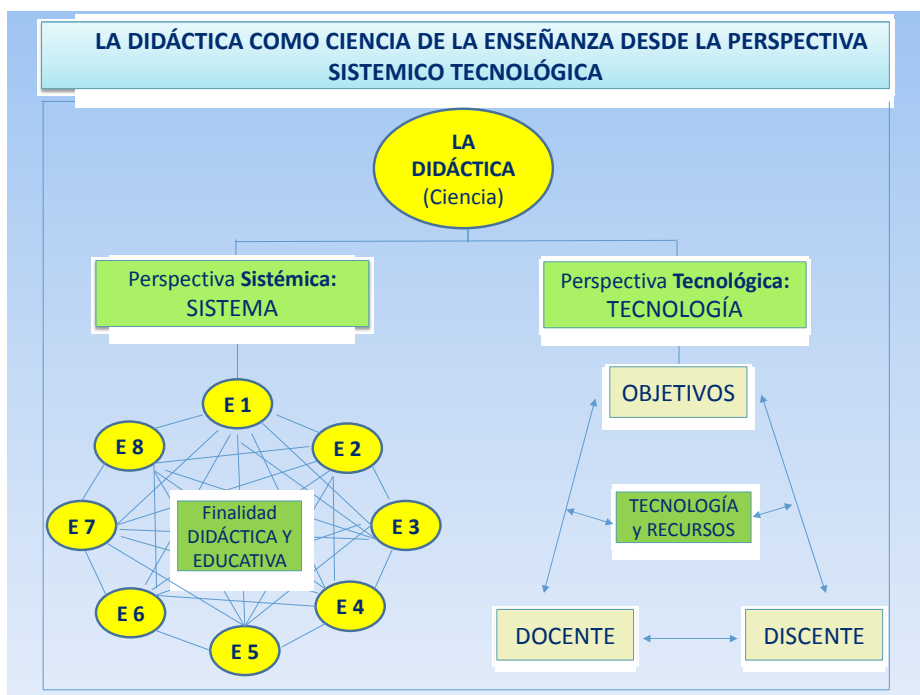 LA DIDÁCTICA COMO CIENCIA DE LA ENSEÑANZA DESDE LA PERSPECTIVA
SISTEMICO TECNOLÓGICA
LA
DIDÁCTICA
(Ciencia)
Perspectiva Sistémica:
SISTEMA
Perspectiva Tecnológica:
TECNOLOGÍA
E 1
E 2
E 3
E 4
E 5
E 6
E 7
E 8
Finalidad
DIDÁCTICA Y
EDUCATIVA
OBJETIVOS
TECNOLOGÍA
y RECURSOS
DOCENTE
DISCENTE